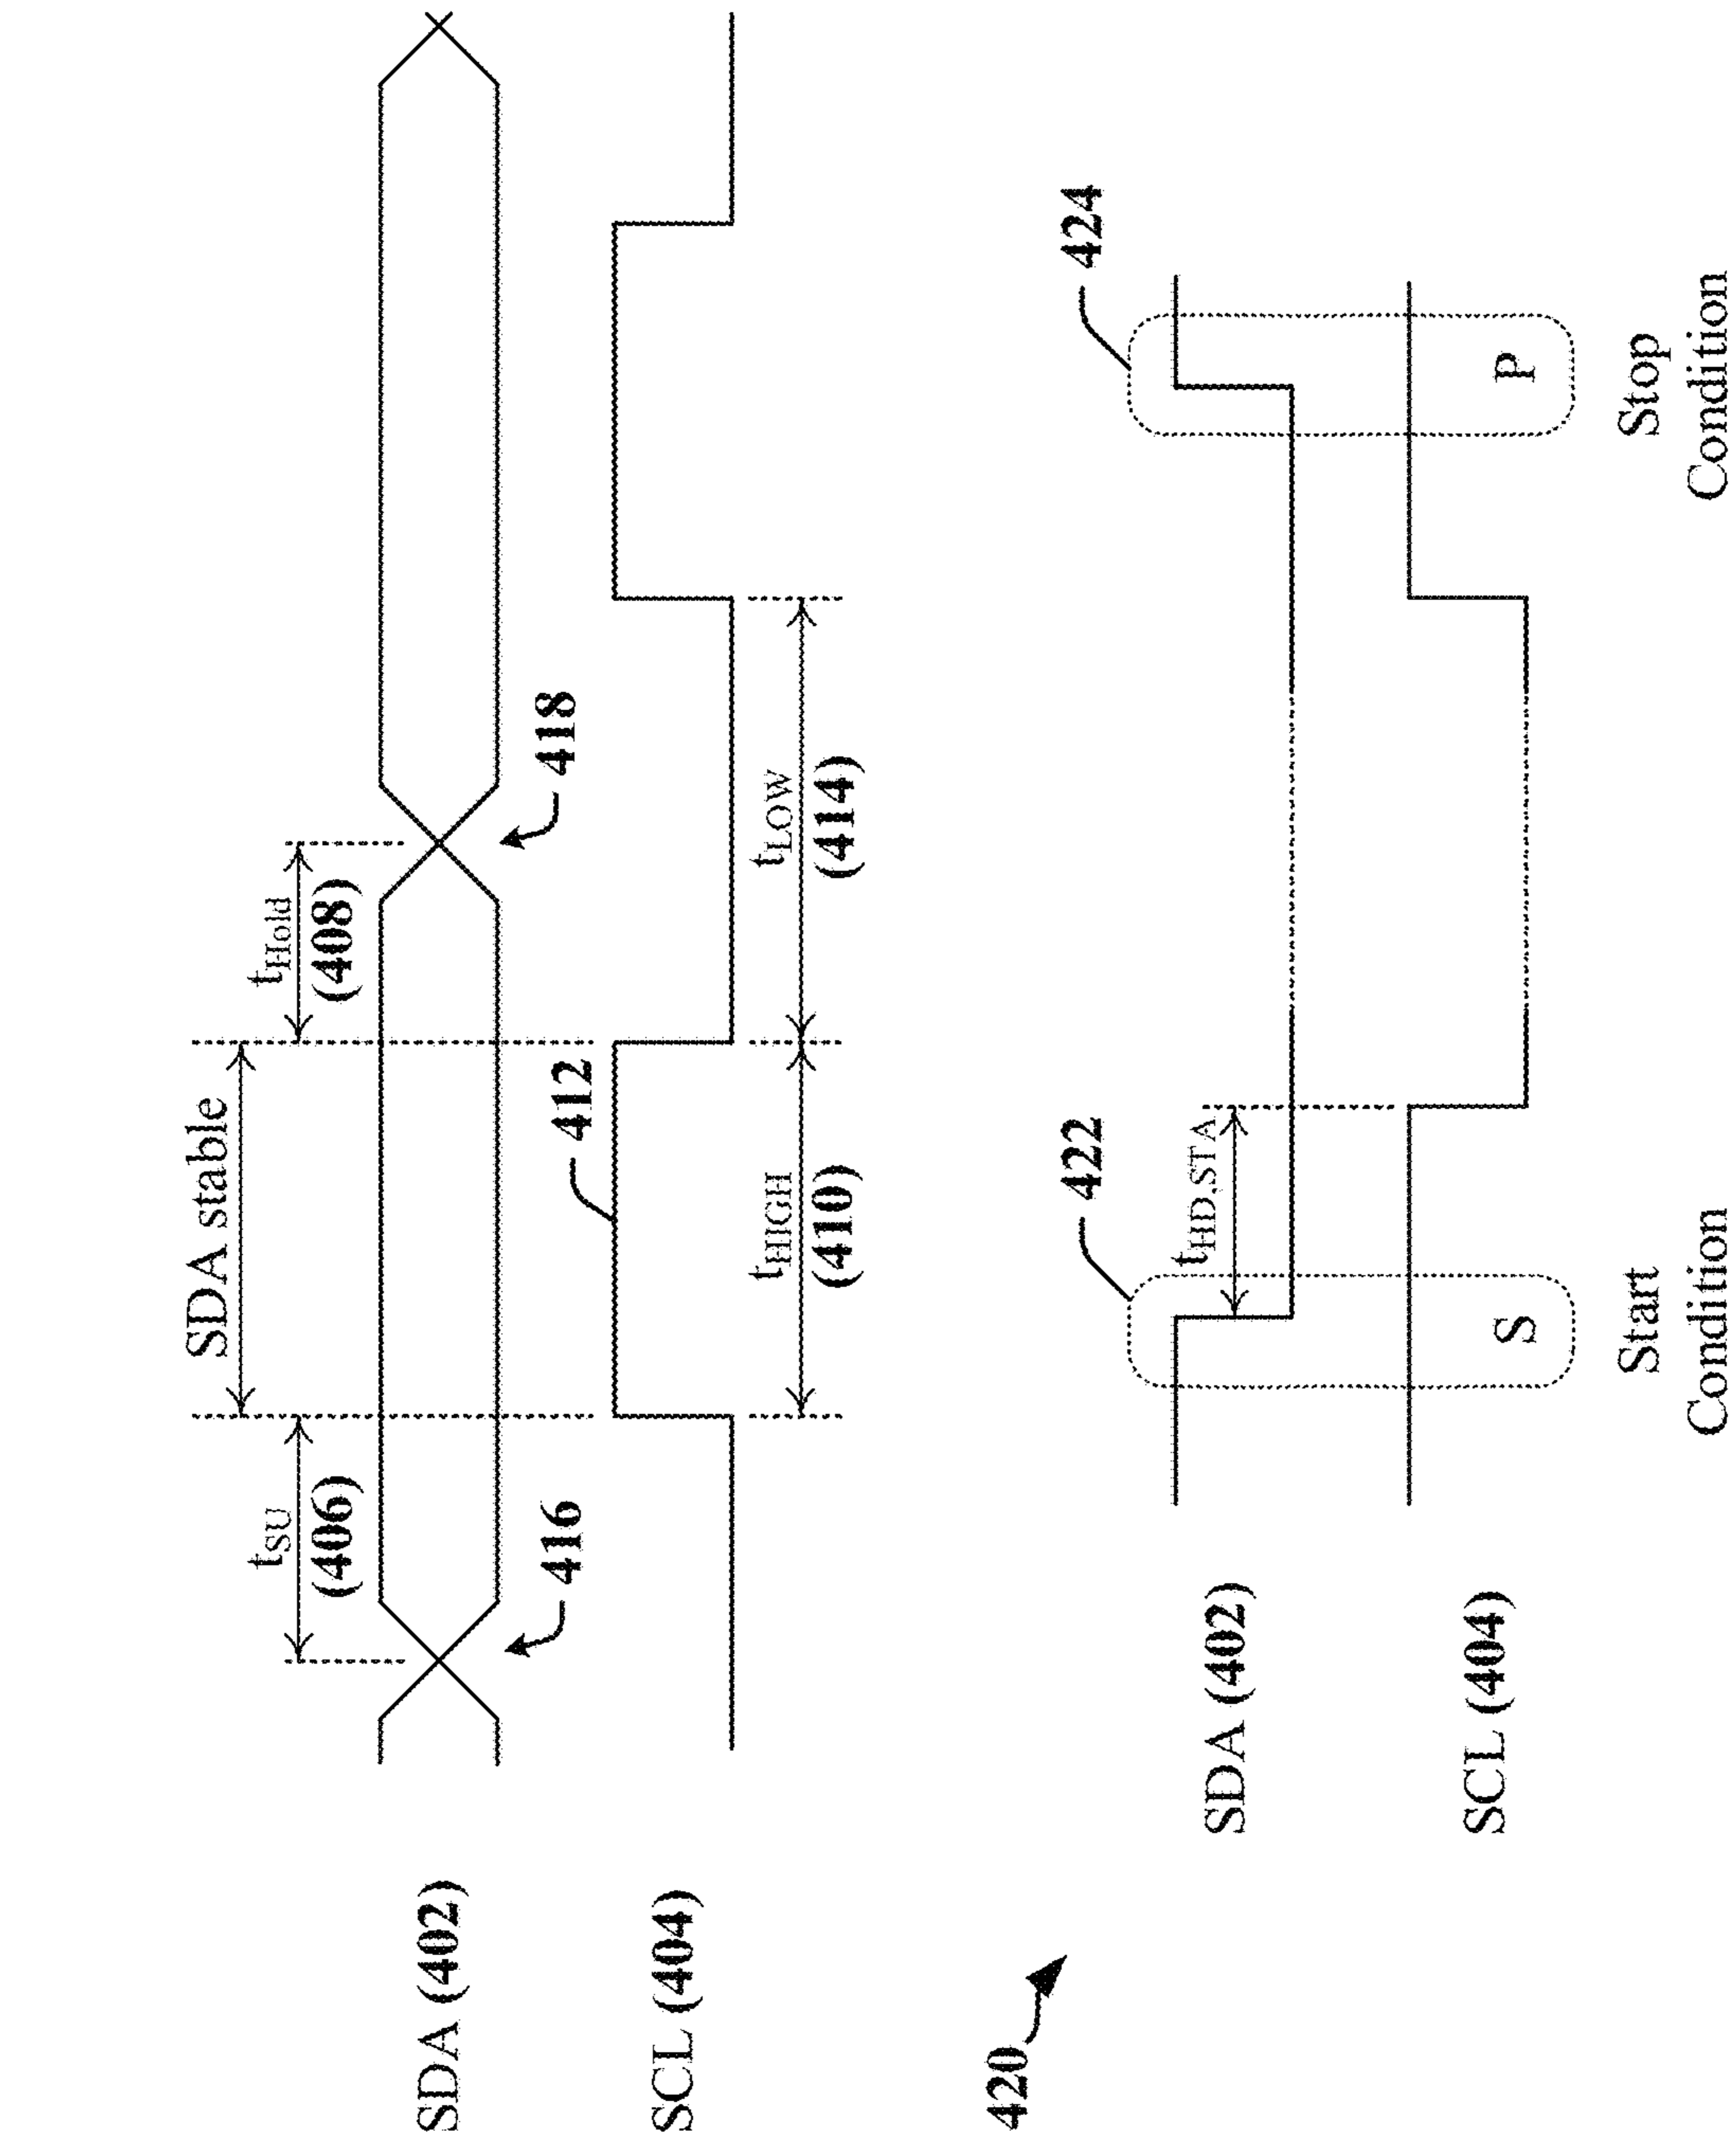 SDA stable
tSU
(406)
tHold
(408)
SDA (402)
416
418
412
SCL (404)
tHIGH
(410)
tLOW
(414)
420
422
424
tHD,STA
SDA (402)
SCL (404)
S
P
Start
Condition
Stop
Condition